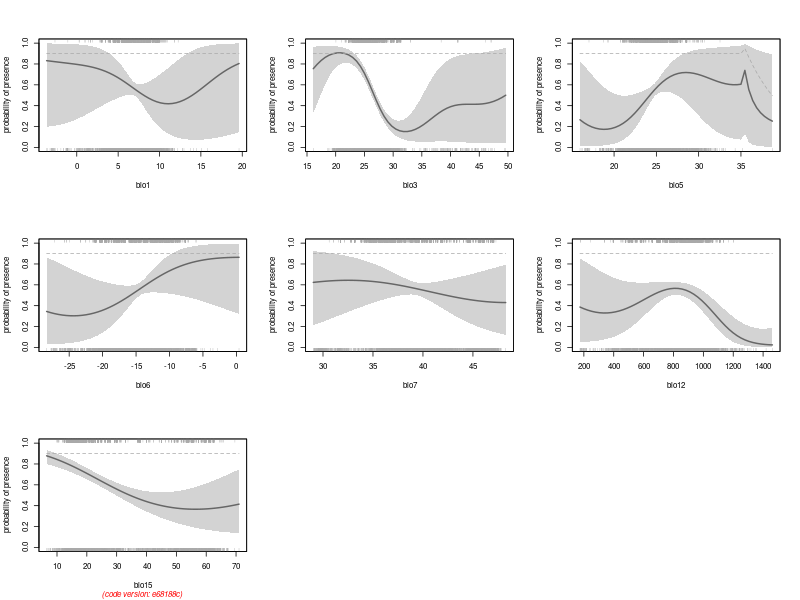 probability of presence
0.0 0.2 0.4 0.6 0.8 1.0
0 5 10 15 20
bio1
probability of presence
0.0 0.2 0.4 0.6 0.8 1.0
16 20 25 30 35 40 45 50
bio3
probability of presence
0.0 0.2 0.4 0.6 0.8 1.0
20 25 30 35
bio5
probability of presence
0.0 0.2 0.4 0.6 0.8 1.0
-25 -20 -15 -10 -5 0
bio6
probability of presence
0.0 0.2 0.4 0.6 0.8 1.0
30 35 40 45
bio7
probability of presence
0.0 0.2 0.4 0.6 0.8 1.0
200 400 600 800 1000 1200 1400
bio12
probability of presence
0.0 0.2 0.4 0.6 0.8 1.0
10 20 30 40 50 60 70
bio15
(code version: e68188c)